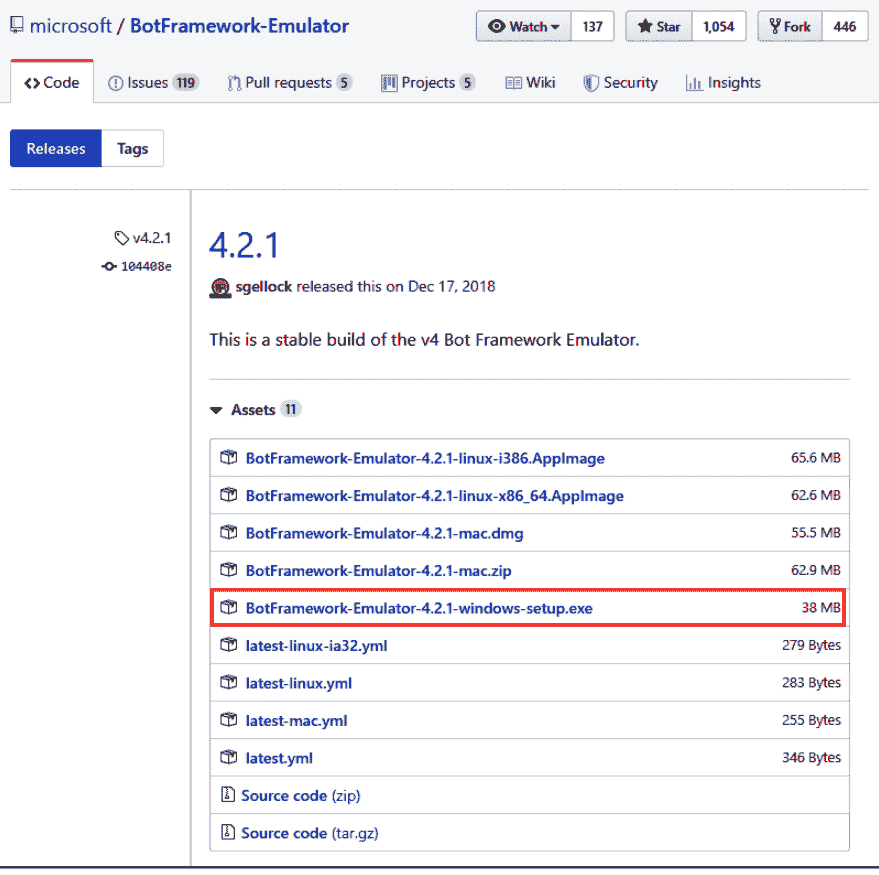 microsoft / BotFramework-Emulator
Watch 137 Star 1,054 Fork 446
Code Issues 119 Pull requests 5 Projects 5 Wiki Security Insights
Releases Tags
v4.2.1
104408e
4.2.1
sgellock released this on Dec 17, 2018
This is a stable build of the v4 Bot Framework Emulator.
Assets 11
BotFramework-Emulator-4.2.1-linux-i386.AppImage 65.6 MB
BotFramework-Emulator-4.2.1-linux-x86_64.AppImage 62.6 MB
BotFramework-Emulator-4.2.1-mac.dmg 55.5 MB
BotFramework-Emulator-4.2.1-mac.zip 62.9 MB
BotFramework-Emulator-4.2.1-windows-setup.exe 38 MB
latest-linux-ia32.yml 279 Bytes
latest-linux.yml 283 Bytes
latest-mac.yml 255 Bytes
latest.yml 346 Bytes
Source code (zip)
Source code (tar.gz)